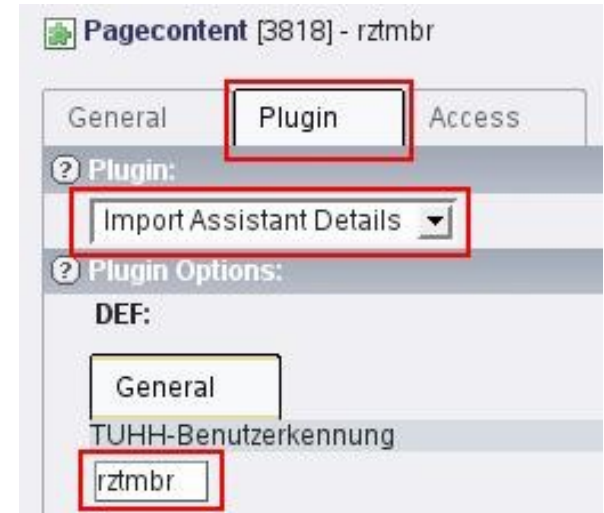 Pagecontent [3818] - rztmbr
General Plugin Access
Plugin:
Import Assistant Details
Plugin Options:
DEF:
General
TUHH-Benutzerkennung
rztmbr